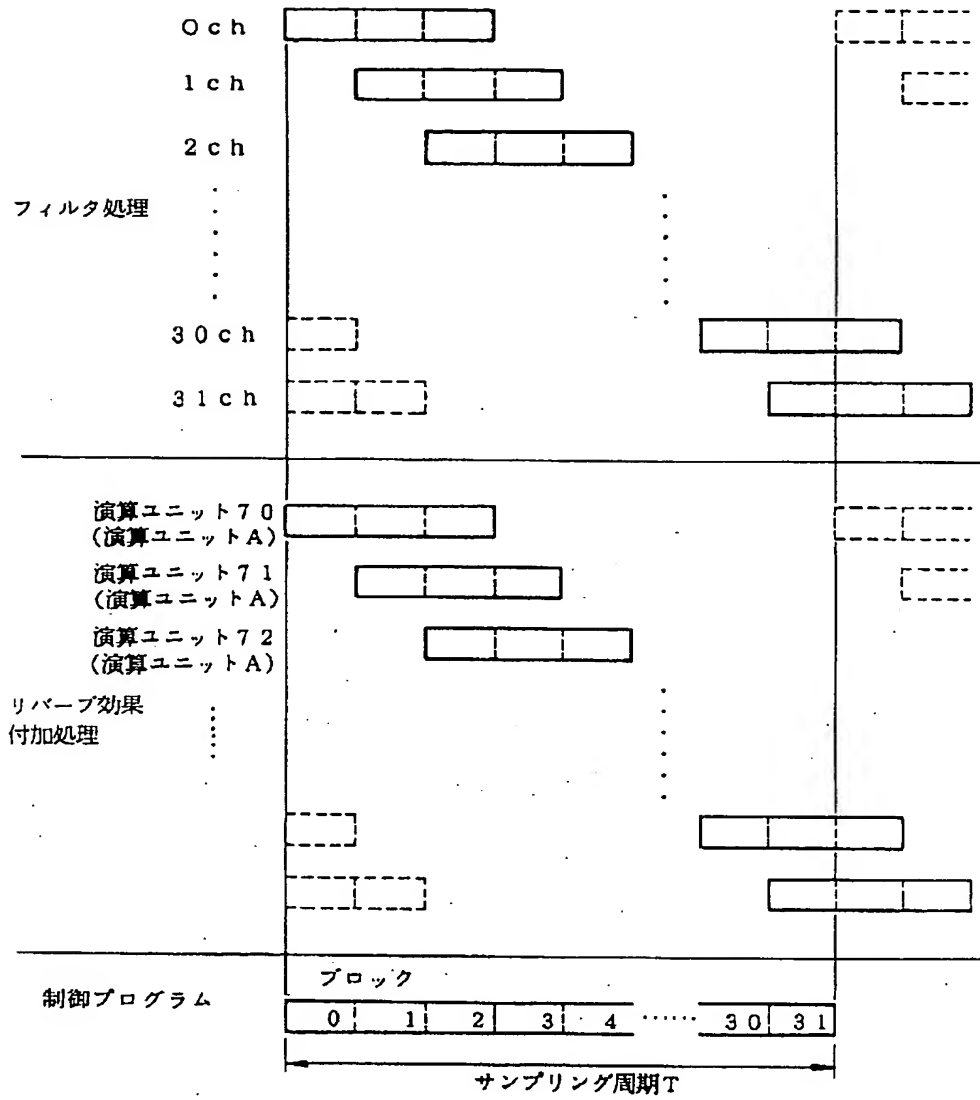 0ch
1ch
2ch
フィルタ処理
30ch
31ch
演算ユニット70
(演算ユニットA)
演算ユニット71
(演算ユニットA)
演算ユニット72
(演算ユニットA)
リバーブ効果
付加処理
ブロック
制御プログラム
0 1 2 3 4 …… 30 31
サンプリング周期T